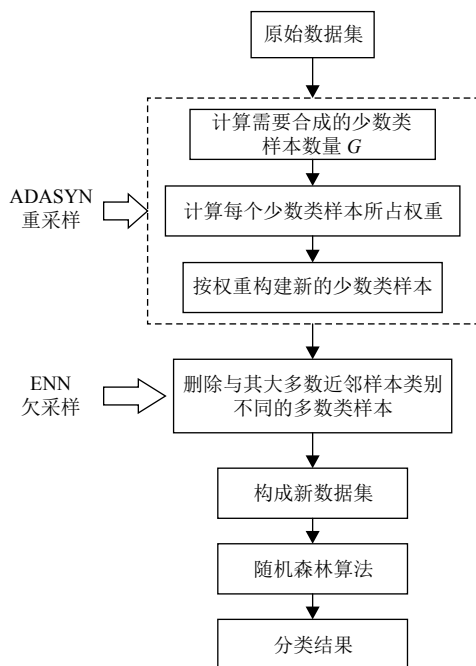 原始数据集
计算需要合成的少数类
样本数量 G
ADASYN
重采样
计算每个少数类样本所占权重
按权重构建新的少数类样本
ENN
欠采样
删除与其大多数近邻样本类别
不同的多数类样本
构成新数据集
随机森林算法
分类结果